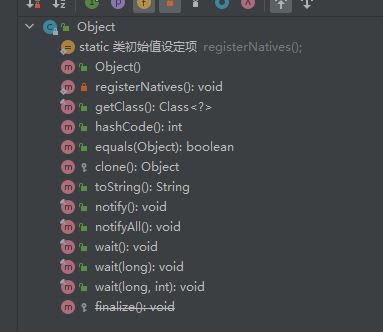 Object
static 类初始值设定项 registerNatives();
Object()
registerNatives(): void
getClass(): Class<?>
hashCode(): int
equals(Object): boolean
clone(): Object
toString(): String
notify(): void
notifyAll(): void
wait(): void
wait(long): void
wait(long, int): void
finalize(): void